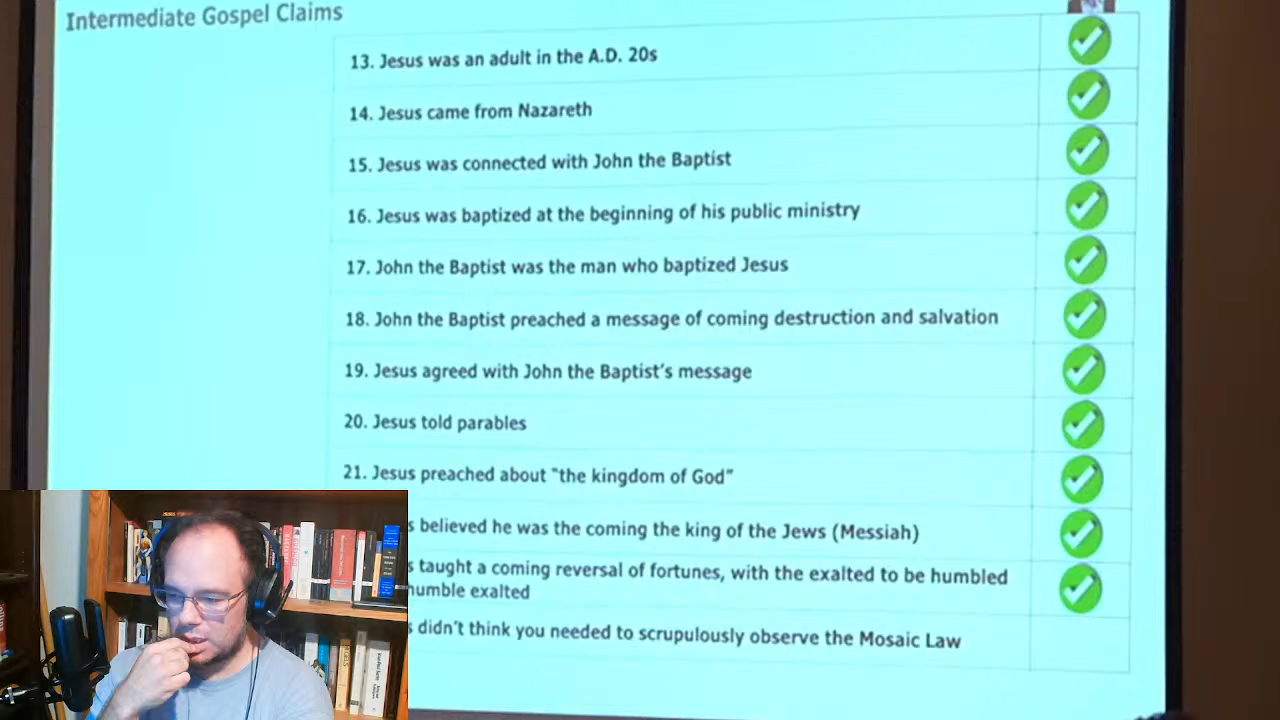 Intermediate Gospel Claims
13. Jesus was an adult in the A.D. 20s
14. Jesus came from Nazareth
15. Jesus was connected with John the Baptist
16. Jesus was baptized at the beginning of his public ministry
17. John the Baptist was the man who baptized Jesus
18. John the Baptist preached a message of coming destruction and salvation
19. Jesus agreed with John the Baptist's message
20. Jesus told parables
21. Jesus preached about "the kingdom of God"
s believed he was the coming the king of the Jews (Messiah)
s taught a coming reversal of fortunes, with the exalted to be humbled
humble exalted
s didn't think you needed to scrupulously observe the Mosaic Law